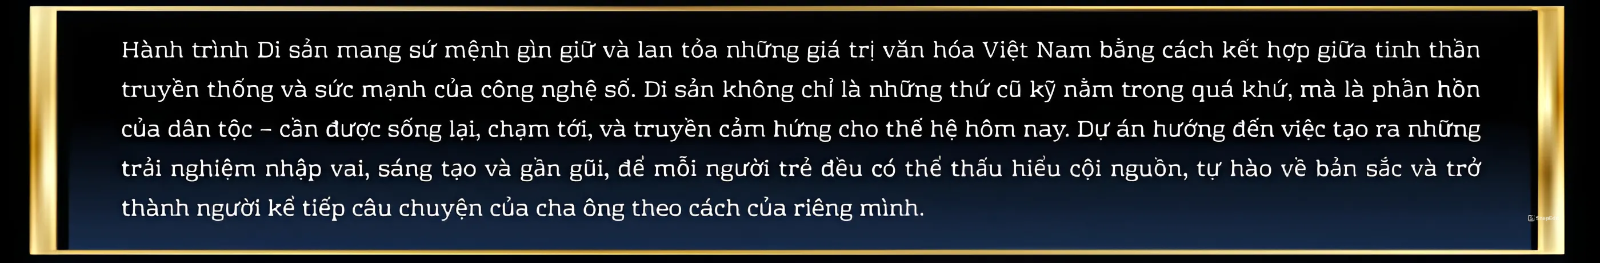 Hành trình Di sản mang sứ mệnh gìn giữ và lan tỏa những giá trị văn hóa Việt Nam bằng cách kết hợp giữa tinh thần
truyền thống và sức mạnh của công nghệ số. Di sản không chỉ là những thứ cũ kỹ nằm trong quá khứ, mà là phần hồn
của dân tộc – cần được sống lại, chạm tới, và truyền cảm hứng cho thế hệ hôm nay. Dự án hướng đến việc tạo ra những
trải nghiệm nhập vai, sáng tạo và gần gũi, để mỗi người trẻ đều có thể thấu hiểu cội nguồn, tự hào về bản sắc và trở
thành người kể tiếp câu chuyện của cha ông theo cách của riêng mình.